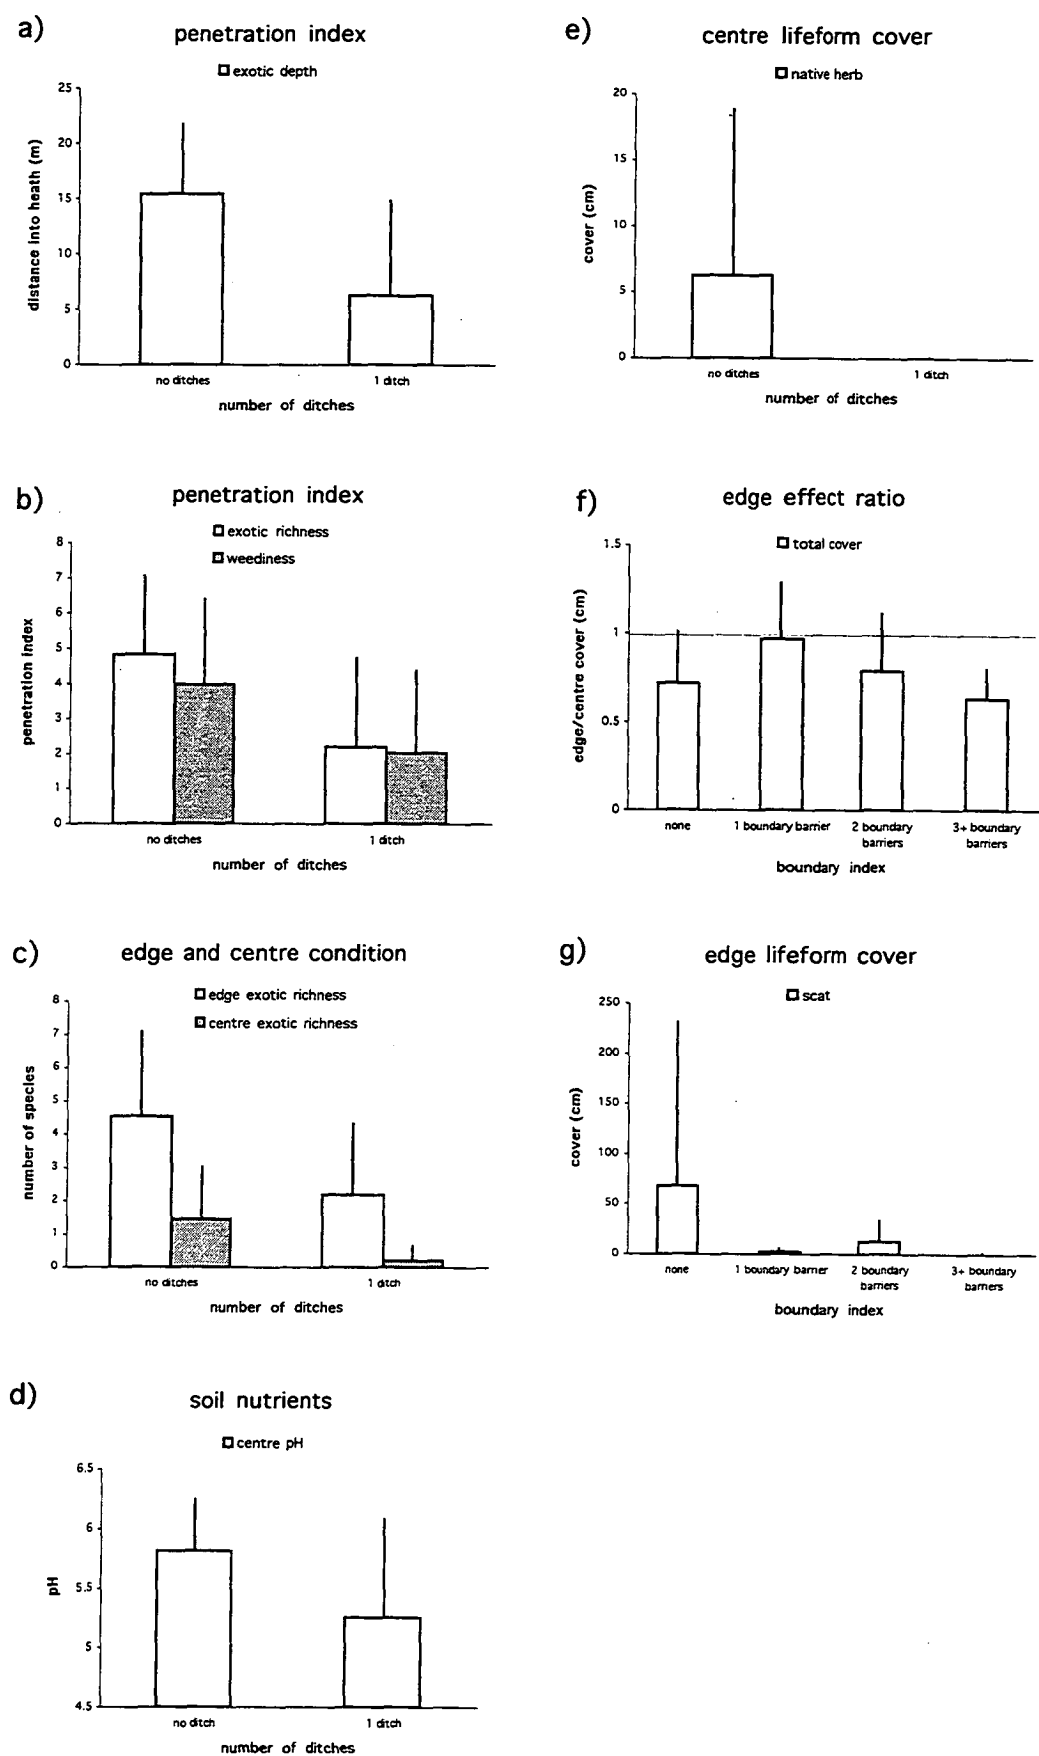 a)
penetration index
exotic depth
25
20
15
10
5
0
distance into heath (m)
no ditches
1 ditch
number of ditches
b)
penetration index
exotic richness
weediness
8
7
6
5
4
3
2
1
0
penetration index
no ditches
1 ditch
number of ditches
c)
edge and centre condition
edge exotic richness
centre exotic richness
8
7
6
5
4
3
2
1
0
number of species
no ditches
1 ditch
number of ditches
d)
soil nutrients
centre pH
6.5
6
5.5
5
4.5
pH
no ditch
1 ditch
number of ditches
e)
centre lifeform cover
native herb
20
15
10
5
0
cover (cm)
no ditches
1 ditch
number of ditches
f)
edge effect ratio
total cover
1.5
1
0.5
0
edge/centre cover (cm)
none
1 boundary barrier
2 boundary
barriers
3+ boundary
barriers
boundary index
g)
edge lifeform cover
scat
250
200
150
100
50
0
cover (cm)
none
1 boundary barrier
2 boundary
barriers
3+ boundary
barriers
boundary index